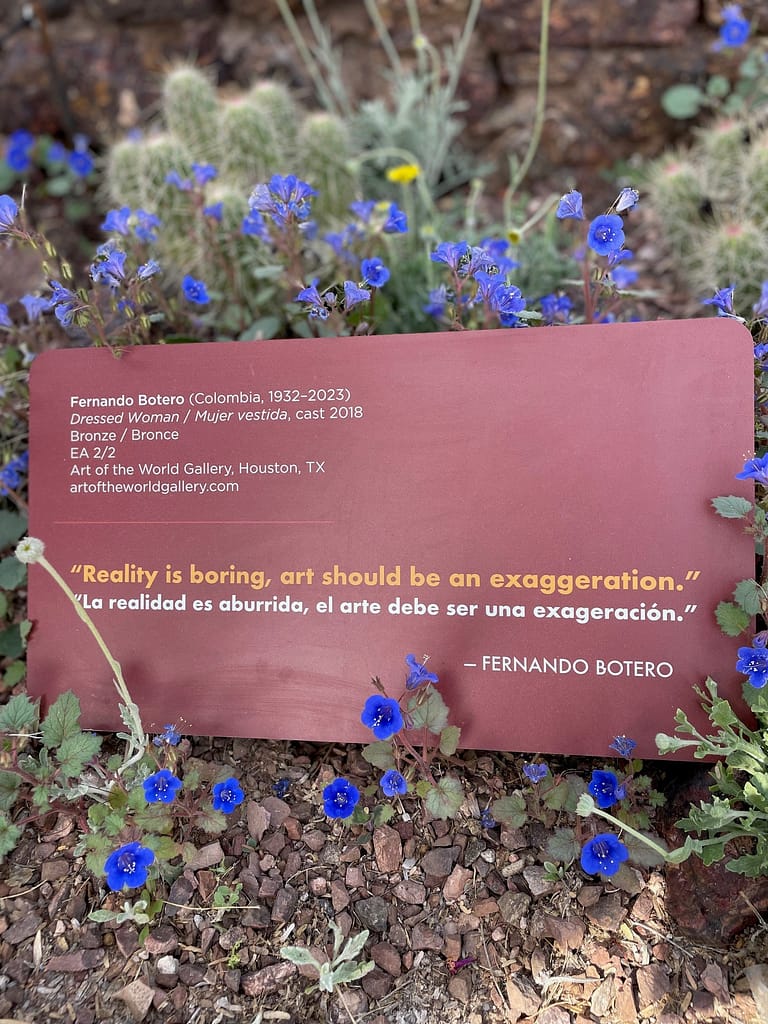 Fernando Botero (Colombia, 1932–2023)
Dressed Woman / Mujer vestida, cast 2018
Bronze / Bronce
EA 2/2
Art of the World Gallery, Houston, TX
artoftheworldgallery.com
“Reality is boring, art should be an exaggeration.”
“La realidad es aburrida, el arte debe ser una exageración.”
– FERNANDO BOTERO